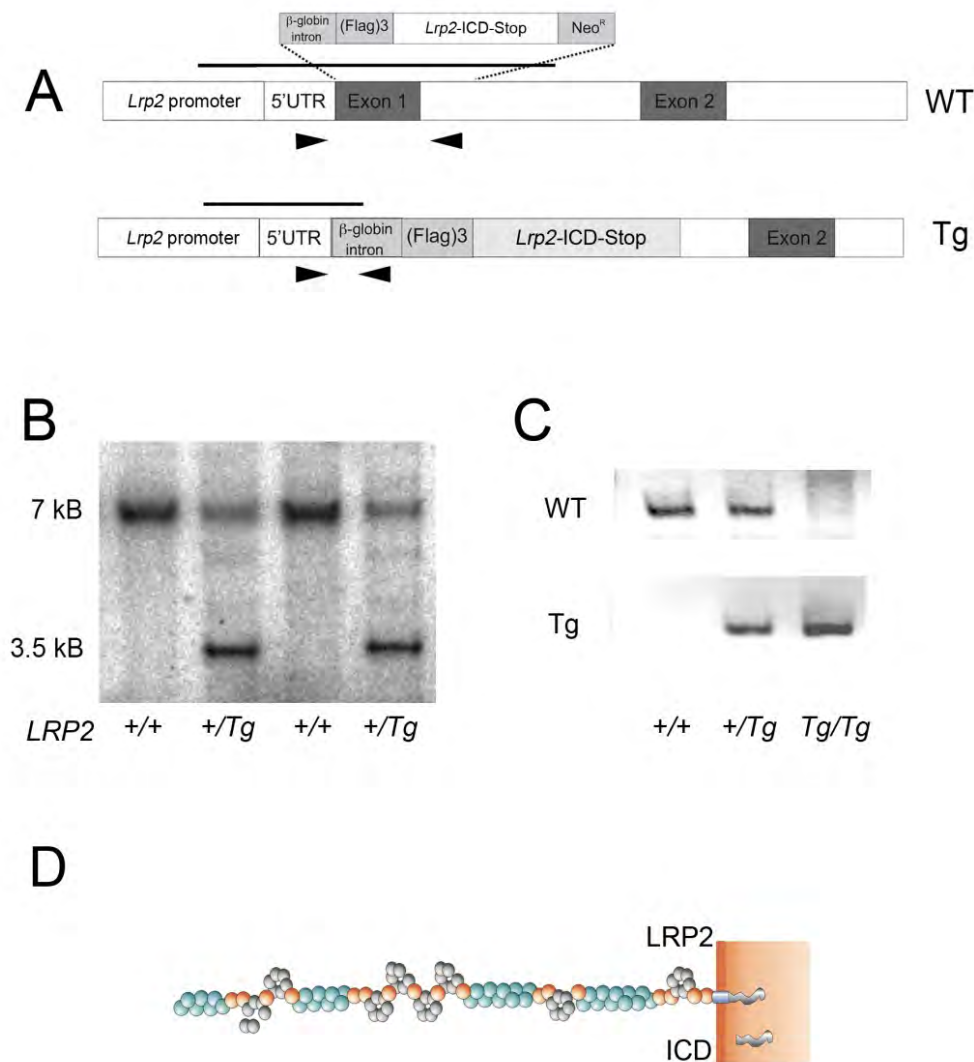 β-globin intron (Flag)3 Lrp2-ICD-Stop Neoᴿ
A
Lrp2 promoter 5'UTR Exon 1 Exon 2 WT
Lrp2 promoter 5'UTR β-globin intron (Flag)3 Lrp2-ICD-Stop Exon 2 Tg
B
7 kB
3.5 kB
LRP2 +/+ +/Tg +/+ +/Tg
C
WT
Tg
+/+ +/Tg Tg/Tg
D
LRP2
ICD